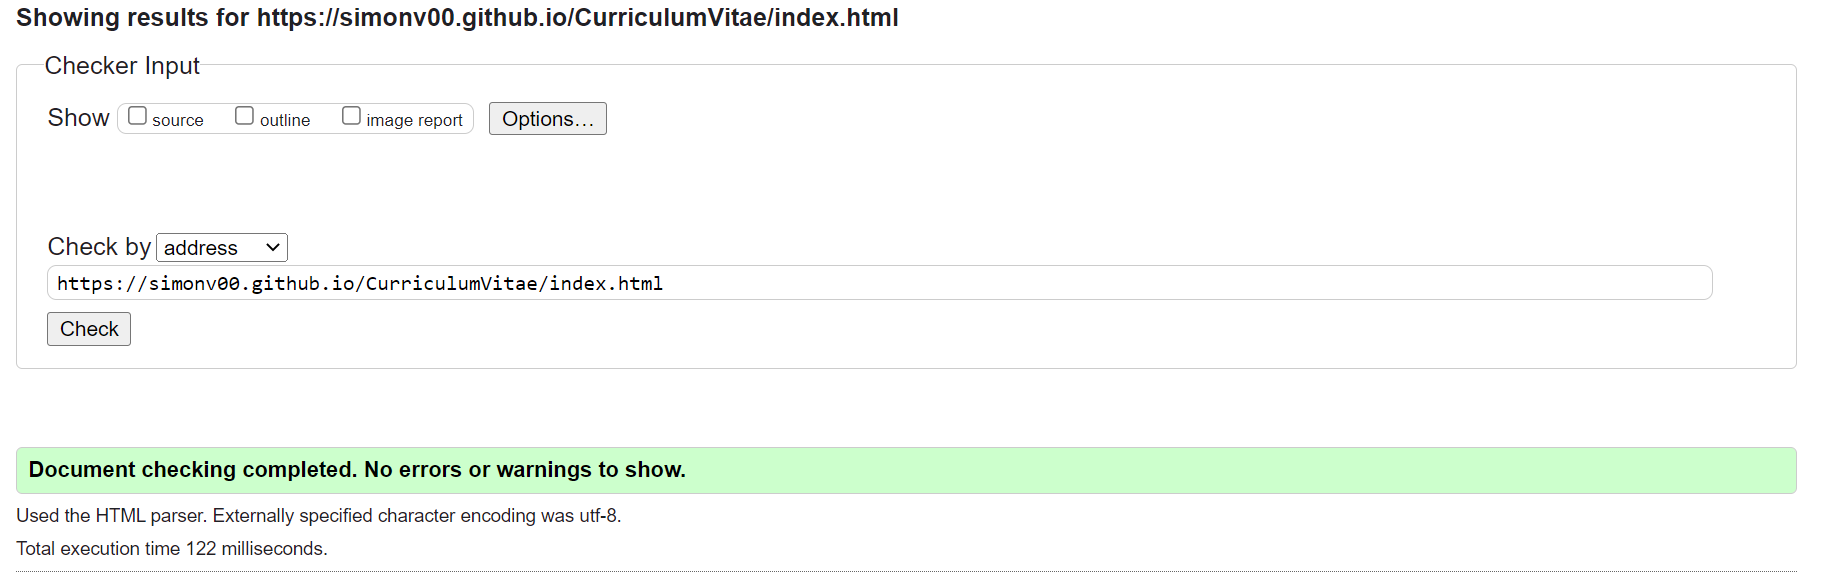 Showing results for https://simonv00.github.io/CurriculumVitae/index.html
Checker Input
Show source outline image report Options…
Check by address
https://simonv00.github.io/CurriculumVitae/index.html
Check
Document checking completed. No errors or warnings to show.
Used the HTML parser. Externally specified character encoding was utf-8.
Total execution time 122 milliseconds.